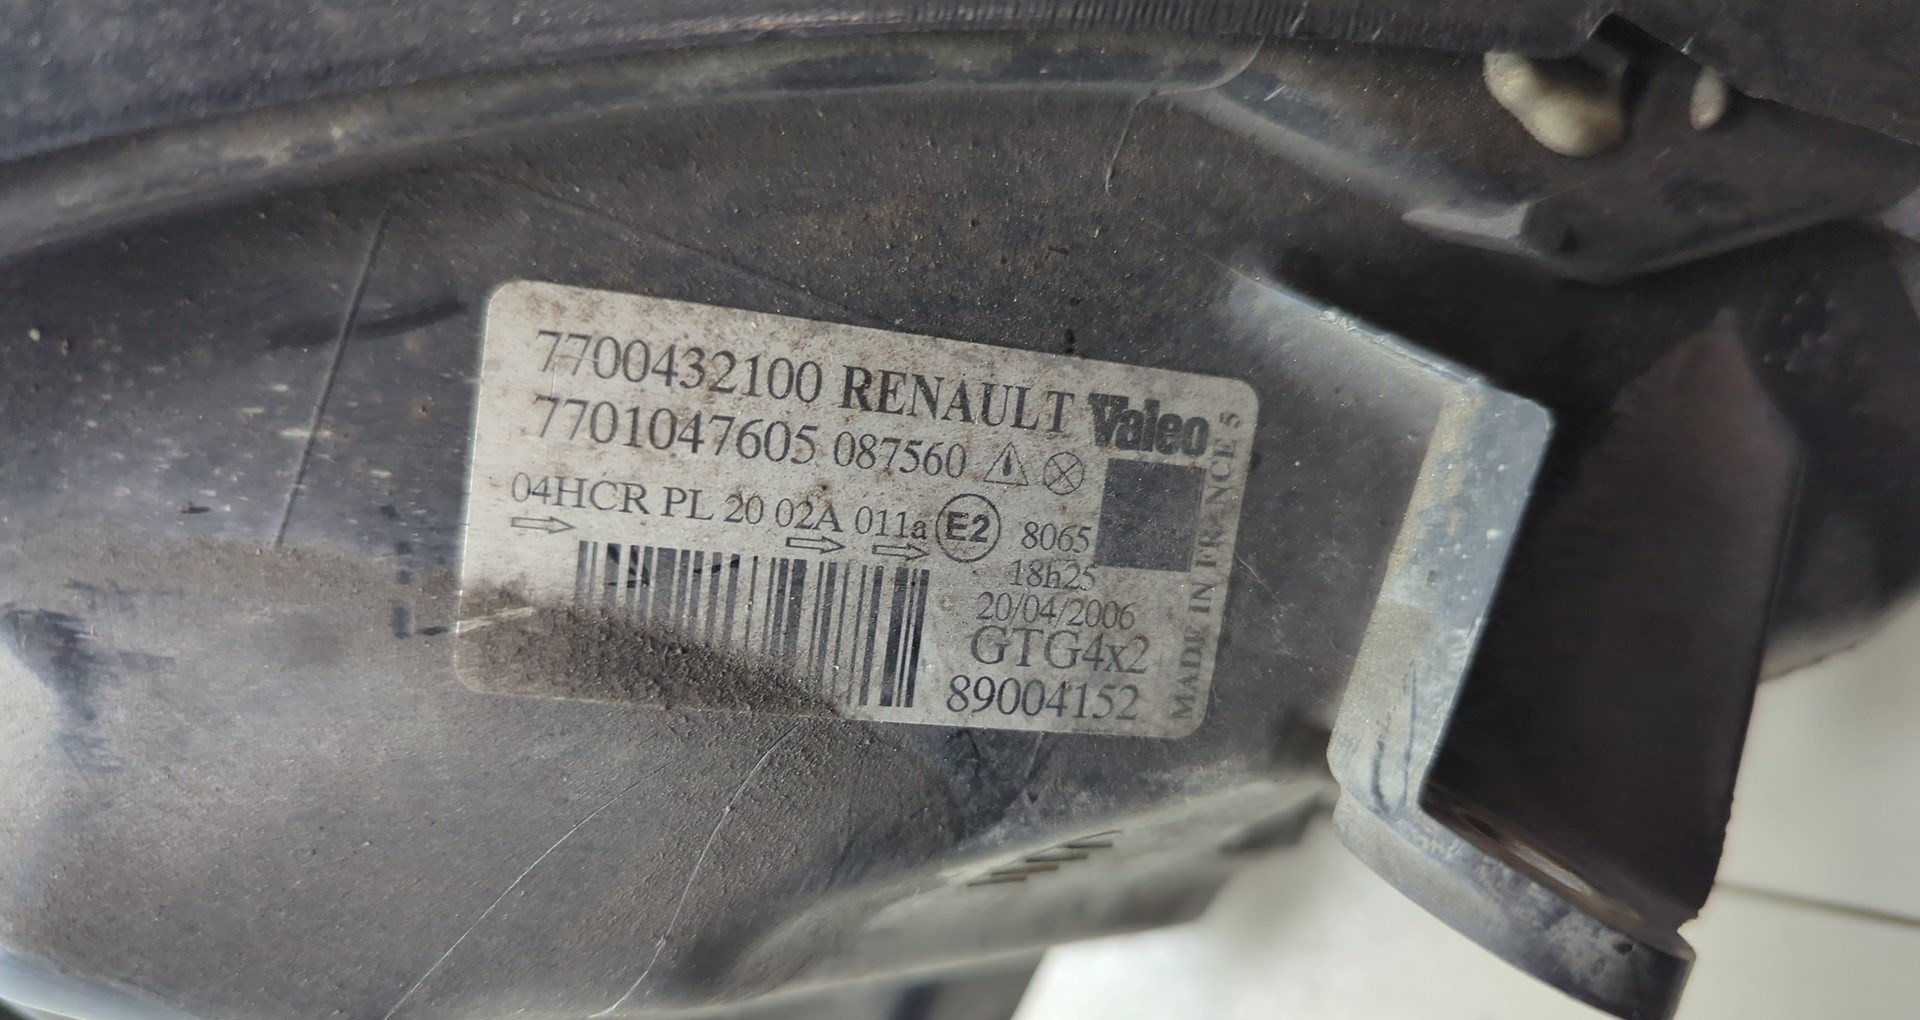 7700432100 RENAULT Valeo
7701047605 087560
04HCR PL 20 02A 011a E2 8065
18h25
20/04/2006
GTG4x2
89004152
MADE IN FRANCE 5